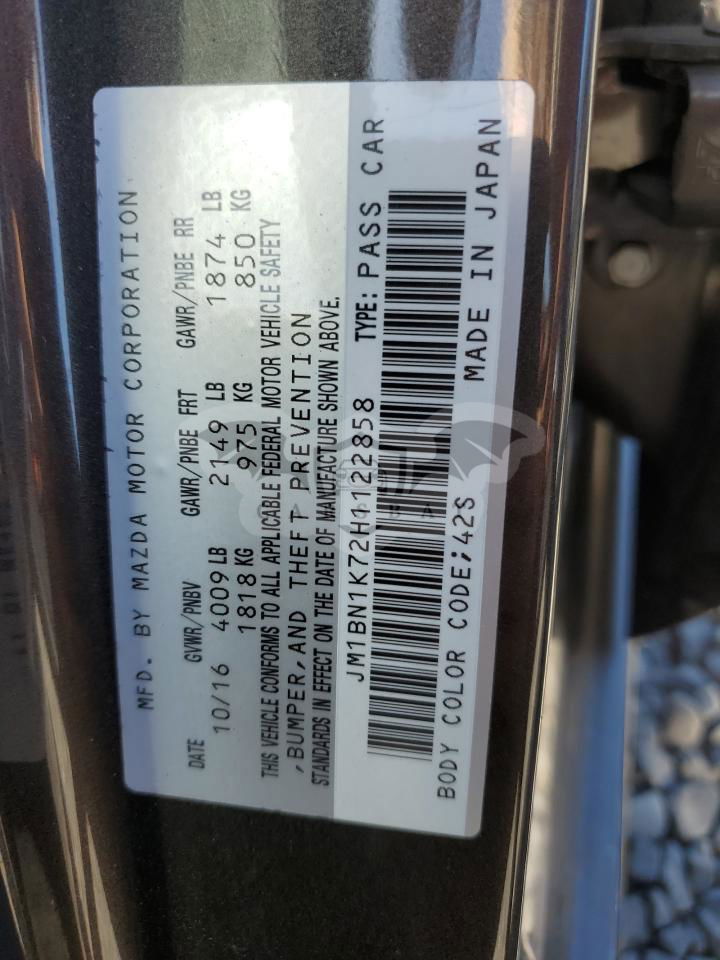 MFD. BY MAZDA MOTOR CORPORATION
DATE GVWR/PNBV GAWR/PNBE FRT GAWR/PNBE RR
10/16 4009 LB 2149 LB 1874 LB
1818 KG 975 KG 850 KG
THIS VEHICLE CONFORMS TO ALL APPLICABLE FEDERAL MOTOR VEHICLE SAFETY
,BUMPER, AND THEFT PREVENTION
STANDARDS IN EFFECT ON THE DATE OF MANUFACTURE SHOWN ABOVE.
JM1BN1K72H1122858 TYPE: PASS CAR
BODY COLOR CODE;42S MADE IN JAPAN